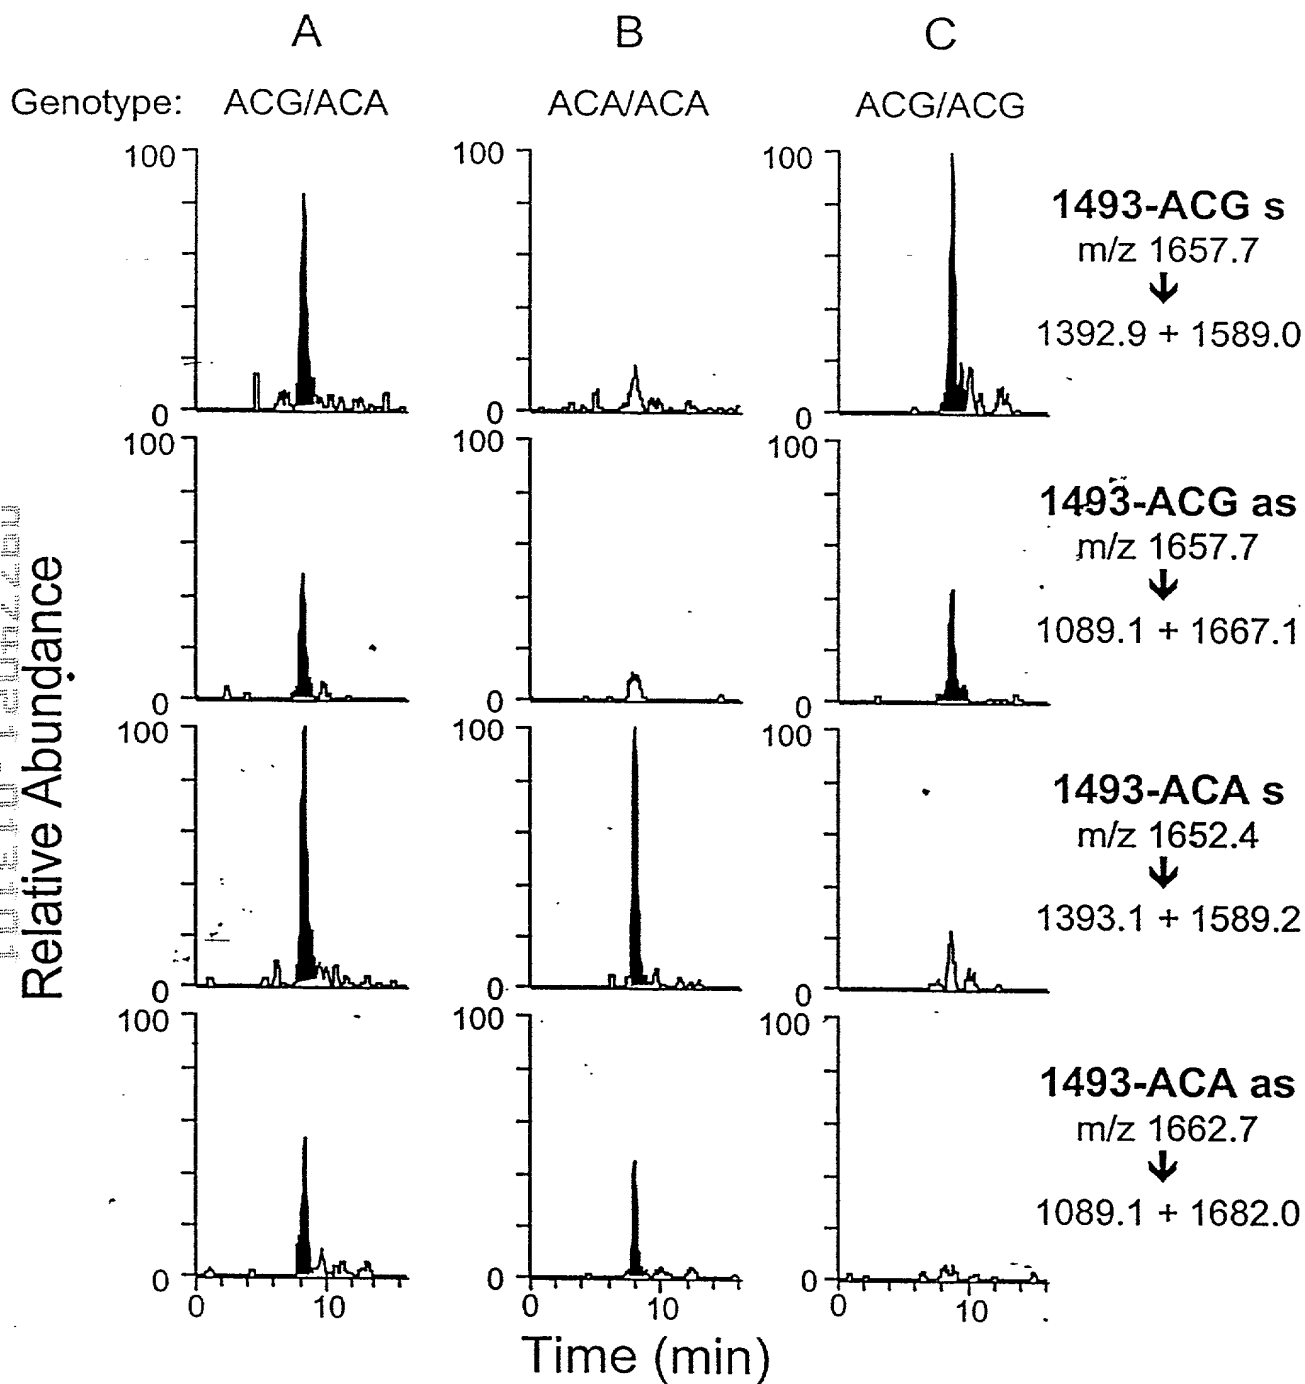 A B C
Genotype: ACG/ACA ACA/ACA ACG/ACG
100 100 100
1493-ACG s
m/z 1657.7
↓
1392.9 + 1589.0
0 0 0
100 100 100
1493-ACG as
m/z 1657.7
↓
1089.1 + 1667.1
0 0 0
Relative Abundance
100 100 100
1493-ACA s
m/z 1652.4
↓
1393.1 + 1589.2
0 0 0
100 100 100
1493-ACA as
m/z 1662.7
↓
1089.1 + 1682.0
0 0 0
0 10 0 10 0 10
Time (min)